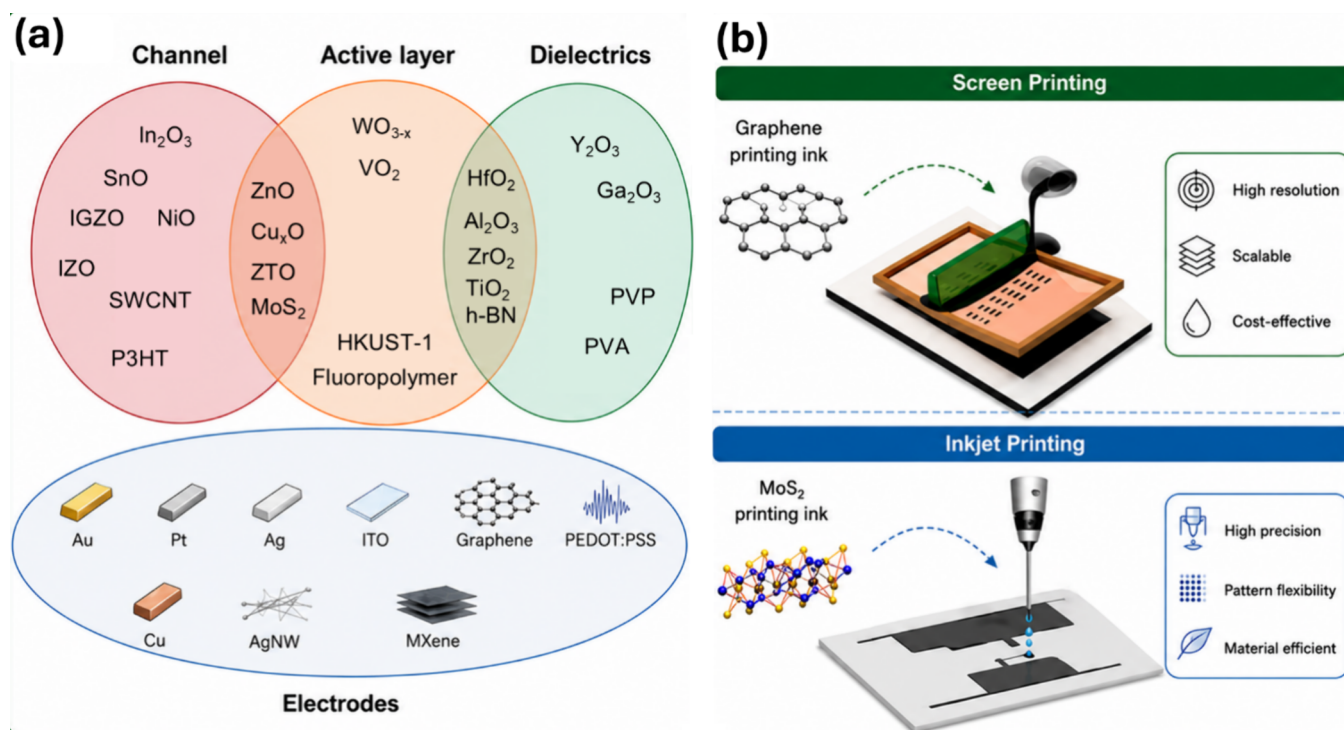 (a)
Channel
Active layer
Dielectrics
In₂O₃
SnO
IGZO
NiO
IZO
SWCNT
P3HT
ZnO
CuₓO
ZTO
MoS₂
WO₃₋ₓ
VO₂
HKUST-1
Fluoropolymer
HfO₂
Al₂O₃
ZrO₂
TiO₂
h-BN
Y₂O₃
Ga₂O₃
PVP
PVA
Au
Pt
Ag
ITO
Graphene
PEDOT:PSS
Cu
AgNW
MXene
Electrodes
(b)
Screen Printing
Graphene
printing ink
High resolution
Scalable
Cost-effective
Inkjet Printing
MoS₂
printing ink
High precision
Pattern flexibility
Material efficient